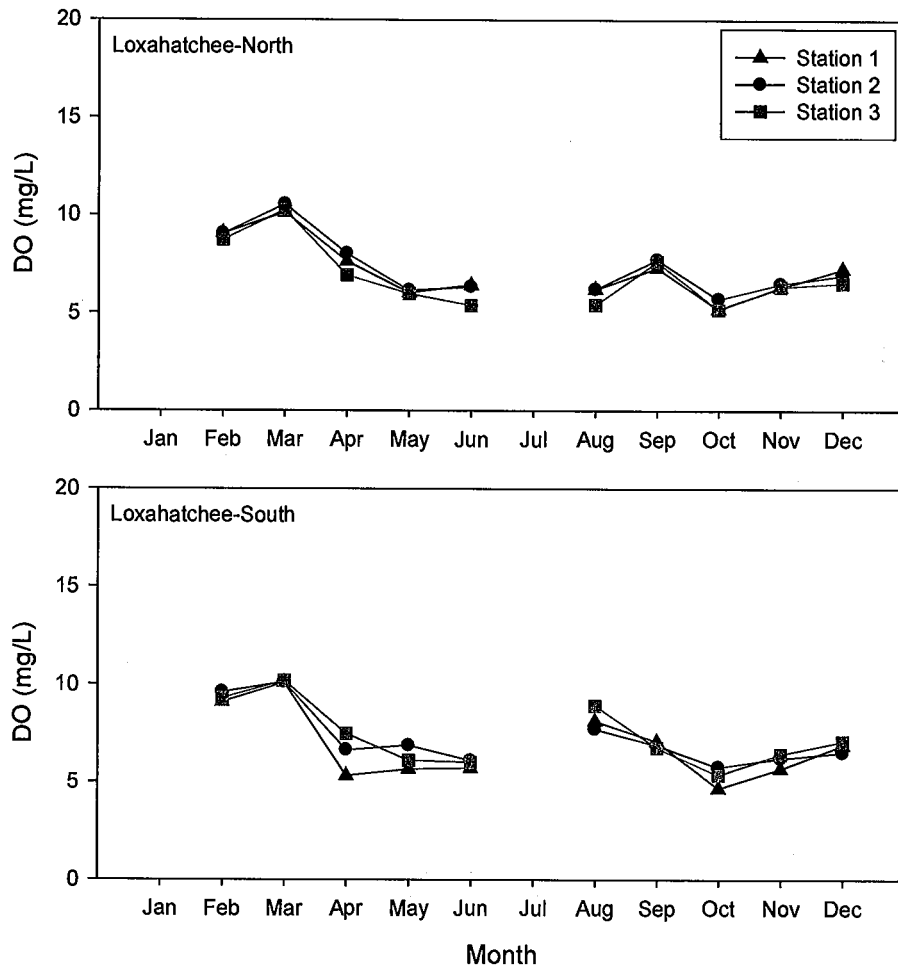 Loxahatchee-North
Station 1
Station 2
Station 3
DO (mg/L)
20
15
10
5
0
Jan Feb Mar Apr May Jun Jul Aug Sep Oct Nov Dec
Loxahatchee-South
DO (mg/L)
20
15
10
5
0
Jan Feb Mar Apr May Jun Jul Aug Sep Oct Nov Dec
Month